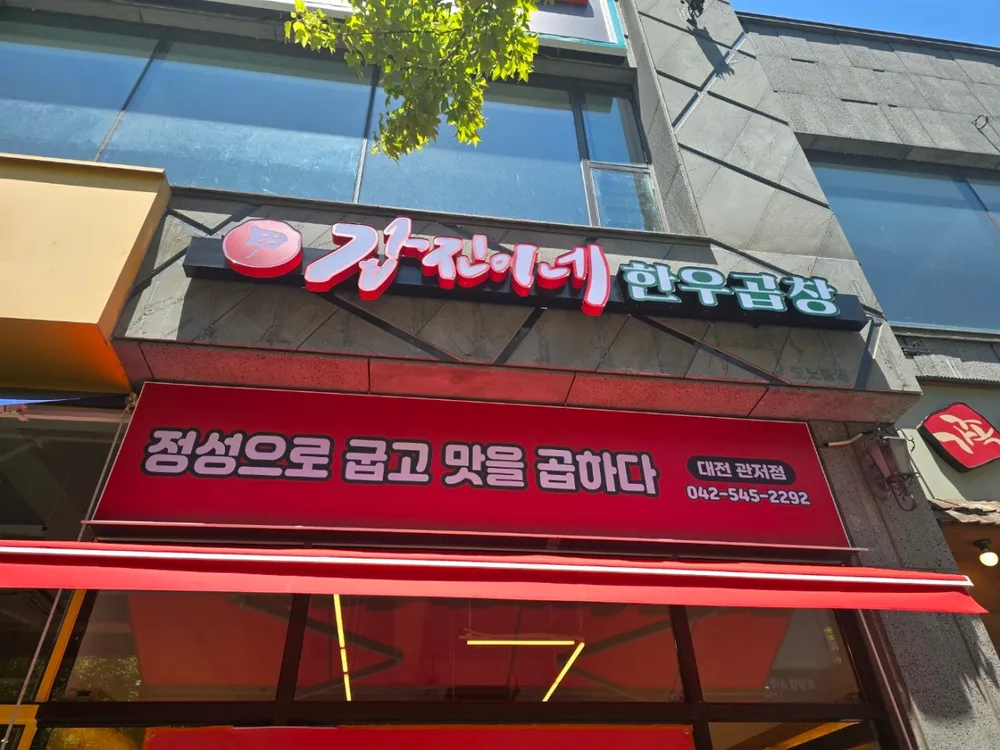 갑진이네 한우곱창
정성으로 굽고 맛을 곱하다
대전 관저점
042-545-2292